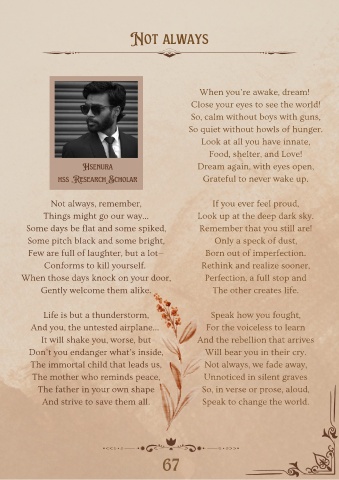 Not always
Hsendra
HSS Research Scholar
Not always, remember,
Things might go our way...
Some days be flat and some spiked,
Some pitch black and some bright,
Few are full of laughter, but a lot—
Conforms to kill yourself.
When those days knock on your door,
Gently welcome them alike.
Life is but a thunderstorm,
And you, the untested airplane...
It will shake you, worse, but
Don't you endanger what's inside,
The immortal child that leads us,
The mother who reminds peace,
The father in your own shape
And strive to save them all.
When you're awake, dream!
Close your eyes to see the world!
So, calm without boys with guns,
So quiet without howls of hunger.
Look at all you have innate,
Food, shelter, and Love!
Dream again, with eyes open,
Grateful to never wake up,
If you ever feel proud,
Look up at the deep dark sky.
Remember that you still are!
Only a speck of dust,
Born out of imperfection.
Rethink and realize sooner,
Perfection, a full stop and
The other creates life.
Speak how you fought,
For the voiceless to learn
And the rebellion that arrives
Will bear you in their cry.
Not always, we fade away,
Unnoticed in silent graves
So, in verse or prose, aloud,
Speak to change the world.
67